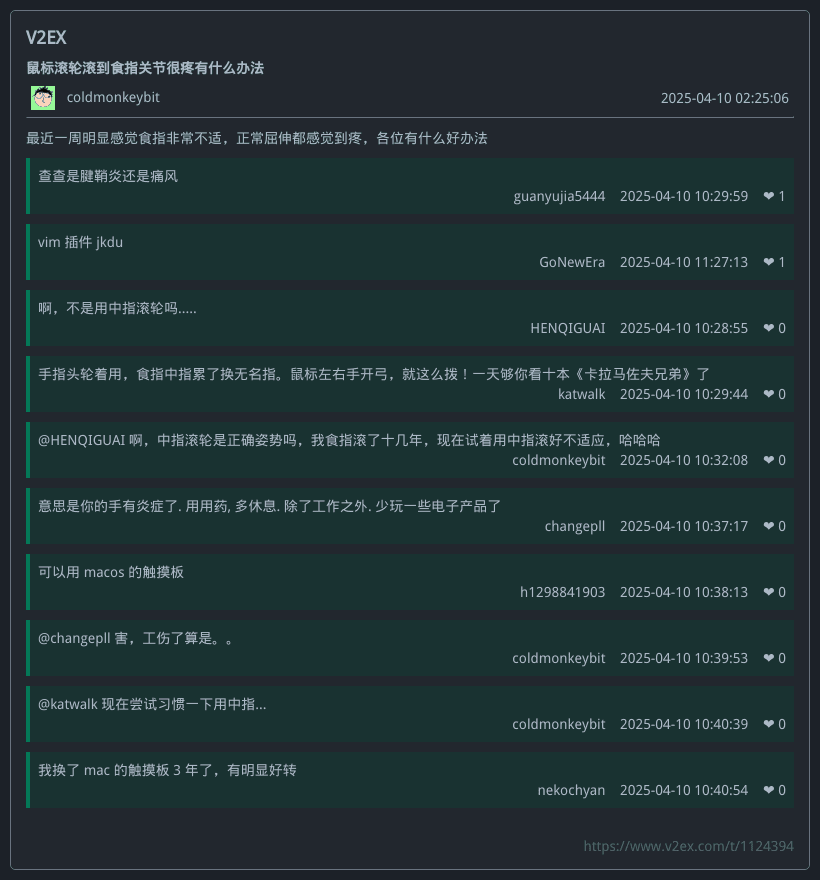 V2EX
鼠标滚轮滚到食指关节很疼有什么办法
coldmonkeybit 2025-04-10 02:25:06
最近一周明显感觉食指非常不适，正常屈伸都感觉到疼，各位有什么好办法
查查是腱鞘炎还是痛风
guanyujia5444 2025-04-10 10:29:59 ❤ 1
vim 插件 jkdu
GoNewEra 2025-04-10 11:27:13 ❤ 1
啊，不是用中指滚轮吗.....
HENQIGUAI 2025-04-10 10:28:55 ❤ 0
手指头轮着用，食指中指累了换无名指。鼠标左右手开弓，就这么拨！一天够你看十本《卡拉马佐夫兄弟》了
katwalk 2025-04-10 10:29:44 ❤ 0
@HENQIGUAI 啊，中指滚轮是正确姿势吗，我食指滚了十几年，现在试着用中指滚好不适应，哈哈哈
coldmonkeybit 2025-04-10 10:32:08 ❤ 0
意思是你的手有炎症了. 用用药, 多休息. 除了工作之外. 少玩一些电子产品了
changepll 2025-04-10 10:37:17 ❤ 0
可以用 macos 的触摸板
h1298841903 2025-04-10 10:38:13 ❤ 0
@changepll 害，工伤了算是。。
coldmonkeybit 2025-04-10 10:39:53 ❤ 0
@katwalk 现在尝试习惯一下用中指...
coldmonkeybit 2025-04-10 10:40:39 ❤ 0
我换了 mac 的触摸板 3 年了，有明显好转
nekochyan 2025-04-10 10:40:54 ❤ 0
https://www.v2ex.com/t/1124394